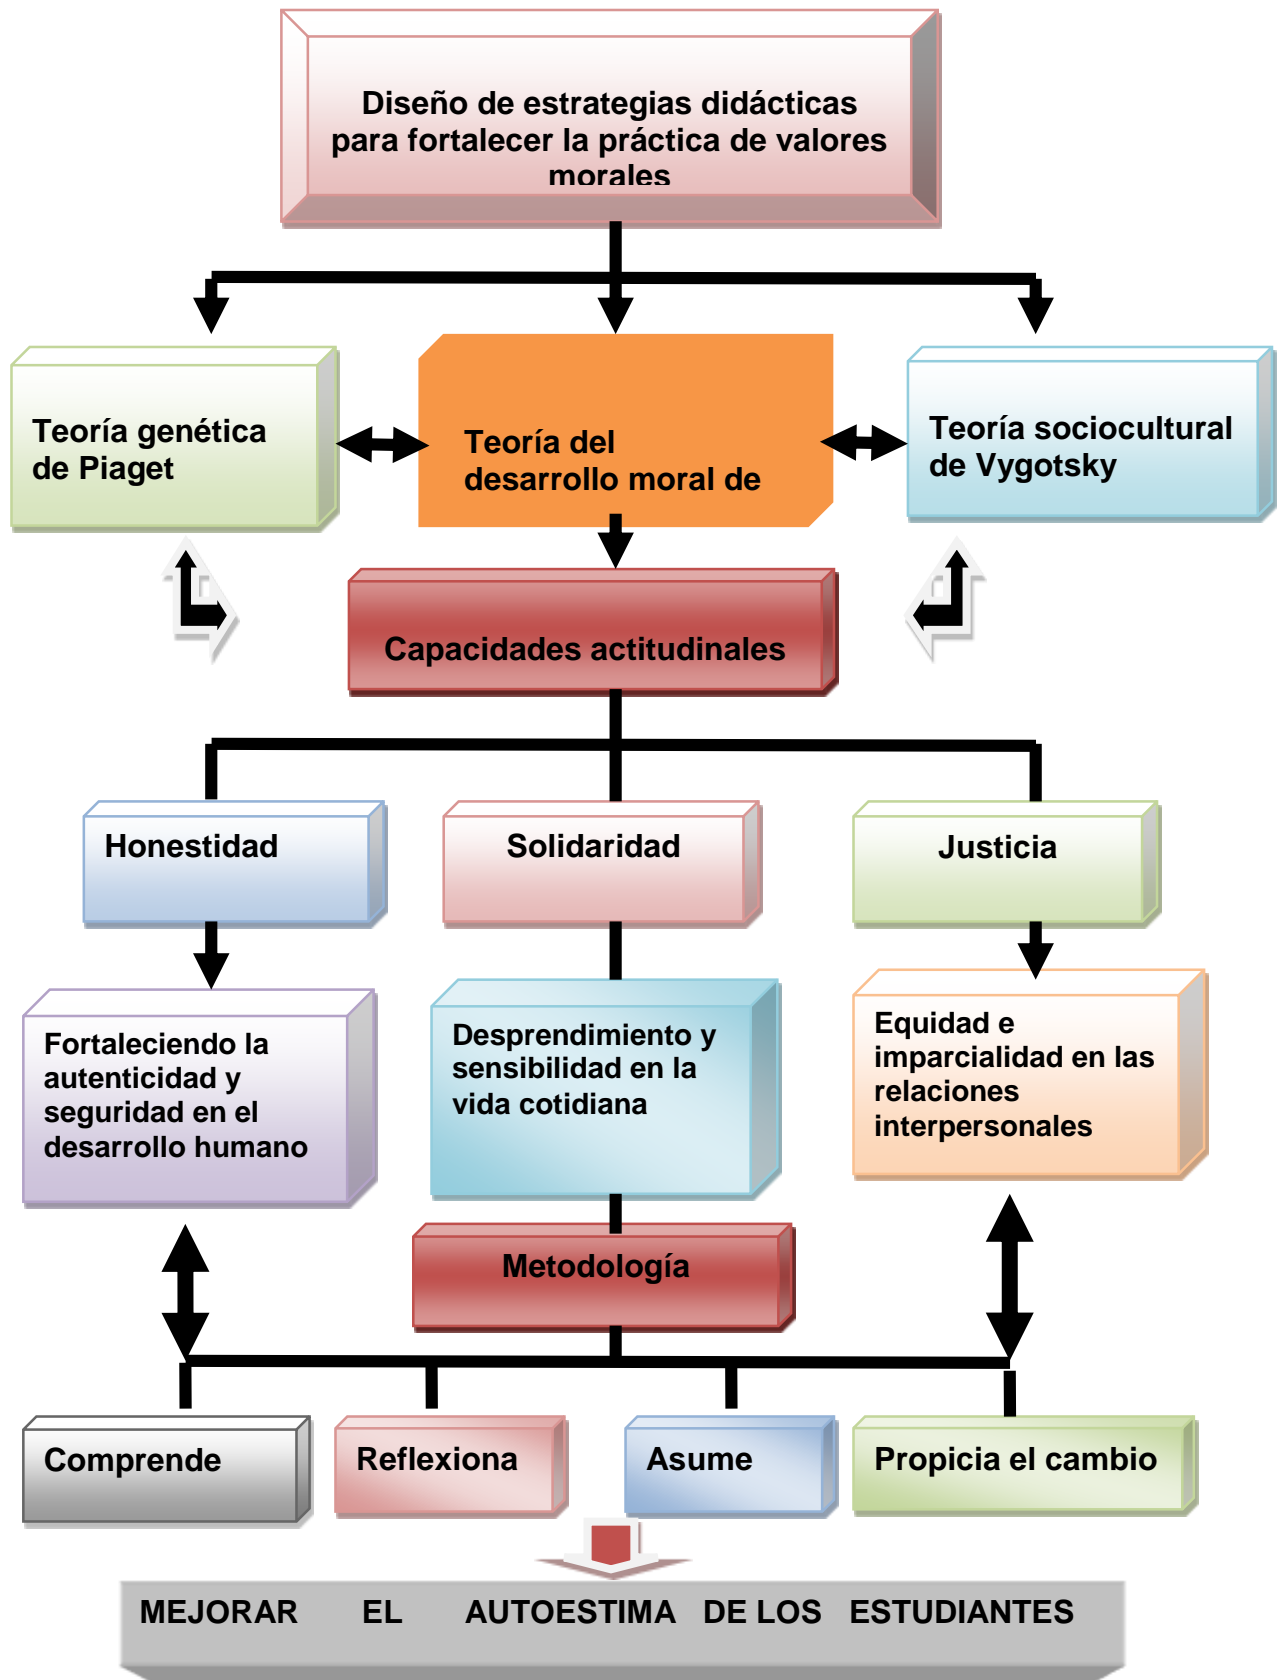 Diseño de estrategias didácticas
para fortalecer la práctica de valores
morales
Teoría genética
de Piaget
Teoría del
desarrollo moral de
Teoría sociocultural
de Vygotsky
Capacidades actitudinales
Honestidad
Solidaridad
Justicia
Fortaleciendo la
autenticidad y
seguridad en el
desarrollo humano
Desprendimiento y
sensibilidad en la
vida cotidiana
Equidad e
imparcialidad en las
relaciones
interpersonales
Metodología
Comprende
Reflexiona
Asume
Propicia el cambio
MEJORAR EL AUTOESTIMA DE LOS ESTUDIANTES